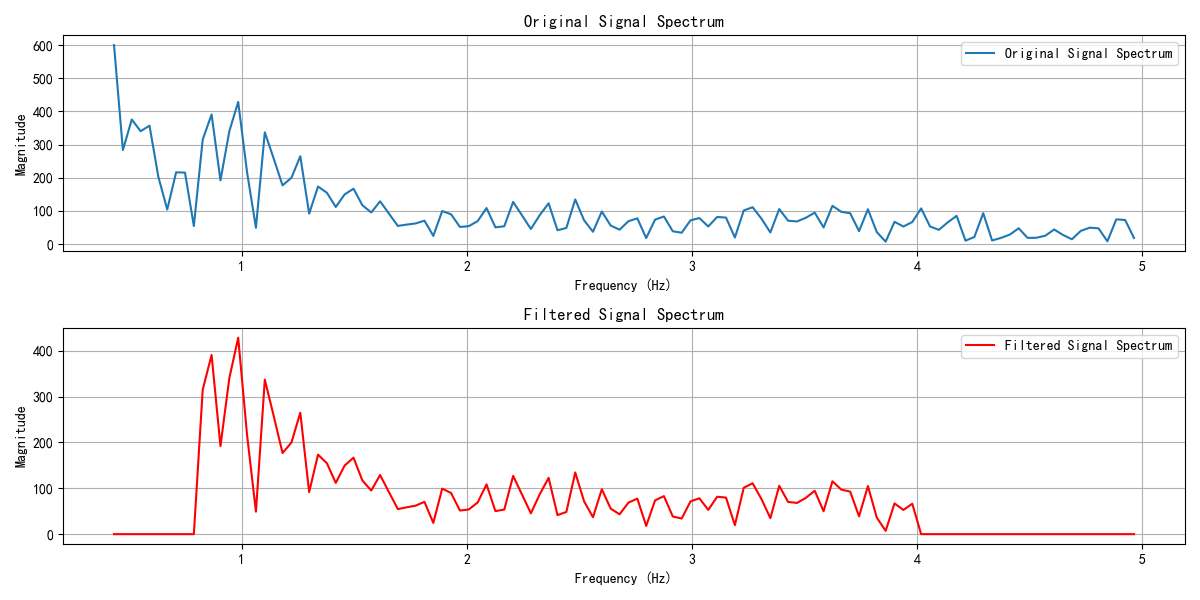 Original Signal Spectrum
600
500
400
300
200
100
0
Magnitude
Original Signal Spectrum
1
2
3
4
5
Frequency (Hz)
Filtered Signal Spectrum
400
300
200
100
0
Magnitude
Filtered Signal Spectrum
1
2
3
4
5
Frequency (Hz)